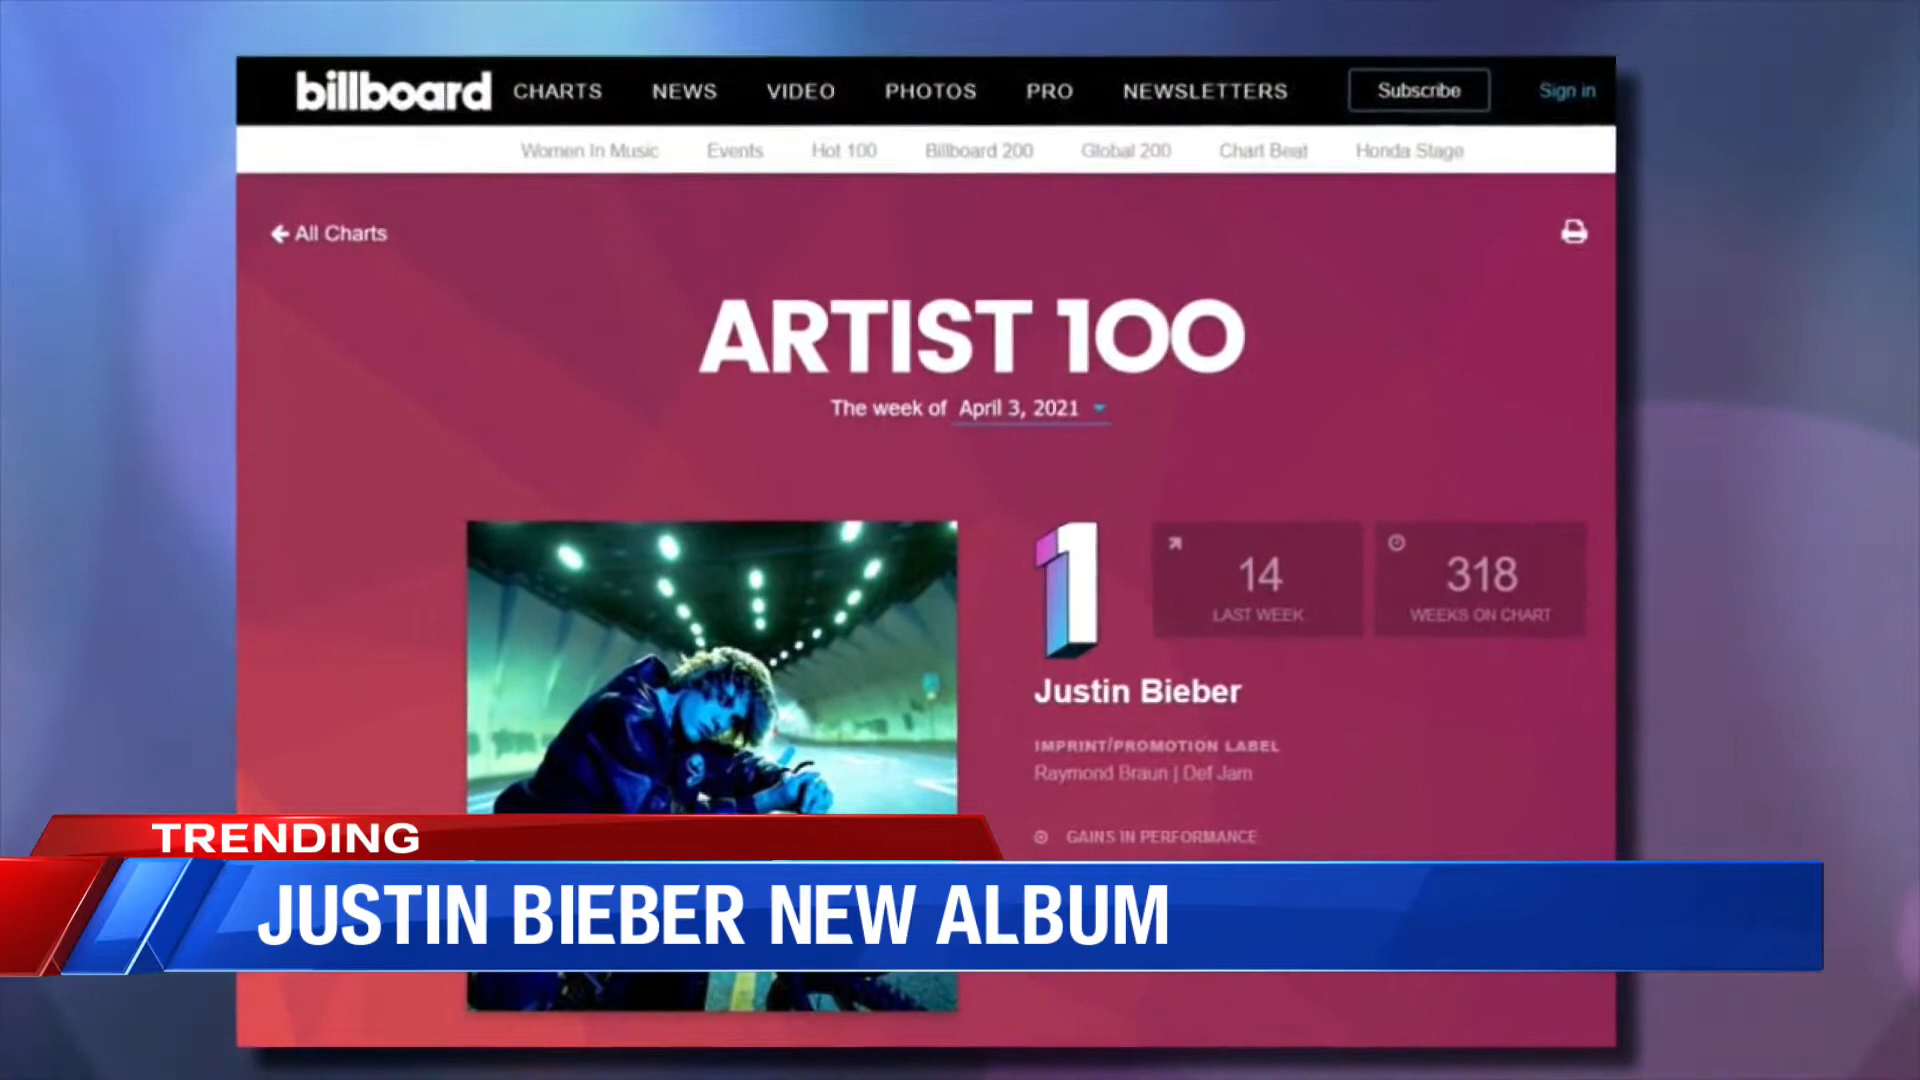 billboard CHARTS NEWS VIDEO PHOTOS PRO NEWSLETTERS Subscribe Sign in
Women In Music Events Hot 100 Billboard 200 Global 200 Chart Beat Honda Stage
All Charts
ARTIST 100
The week of April 3, 2021
1
14
LAST WEEK
318
WEEKS ON CHART
Justin Bieber
IMPRINT/PROMOTION LABEL
Raymond Braun | Def Jam
GAINS IN PERFORMANCE
TRENDING
JUSTIN BIEBER NEW ALBUM